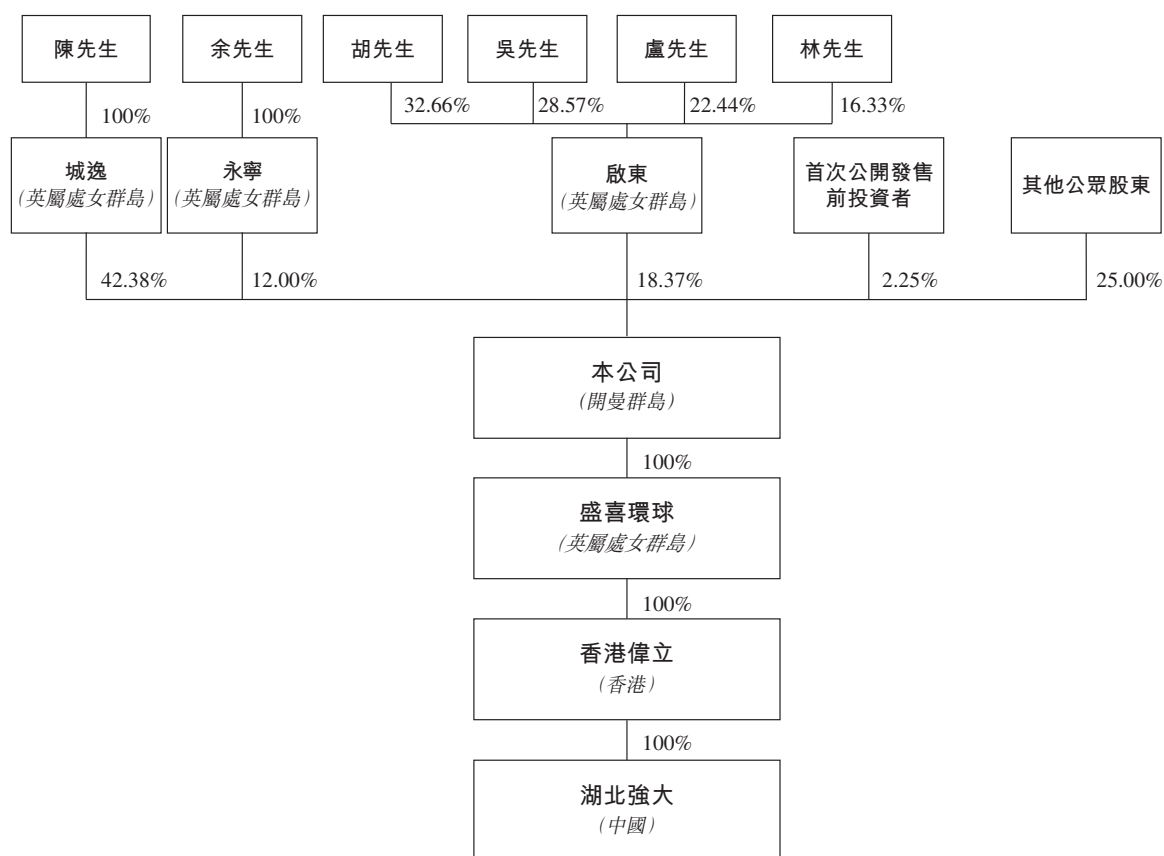 陳先生
余先生
胡先生
吳先生
盧先生
林先生
100%
100%
32.66%
28.57%
22.44%
16.33%
城逸
(英屬處女群島)
永寧
(英屬處女群島)
啟東
(英屬處女群島)
首次公開發售
前投資者
其他公眾股東
42.38%
12.00%
18.37%
2.25%
25.00%
本公司
(開曼群島)
100%
盛喜環球
(英屬處女群島)
100%
香港偉立
(香港)
100%
湖北強大
(中國)